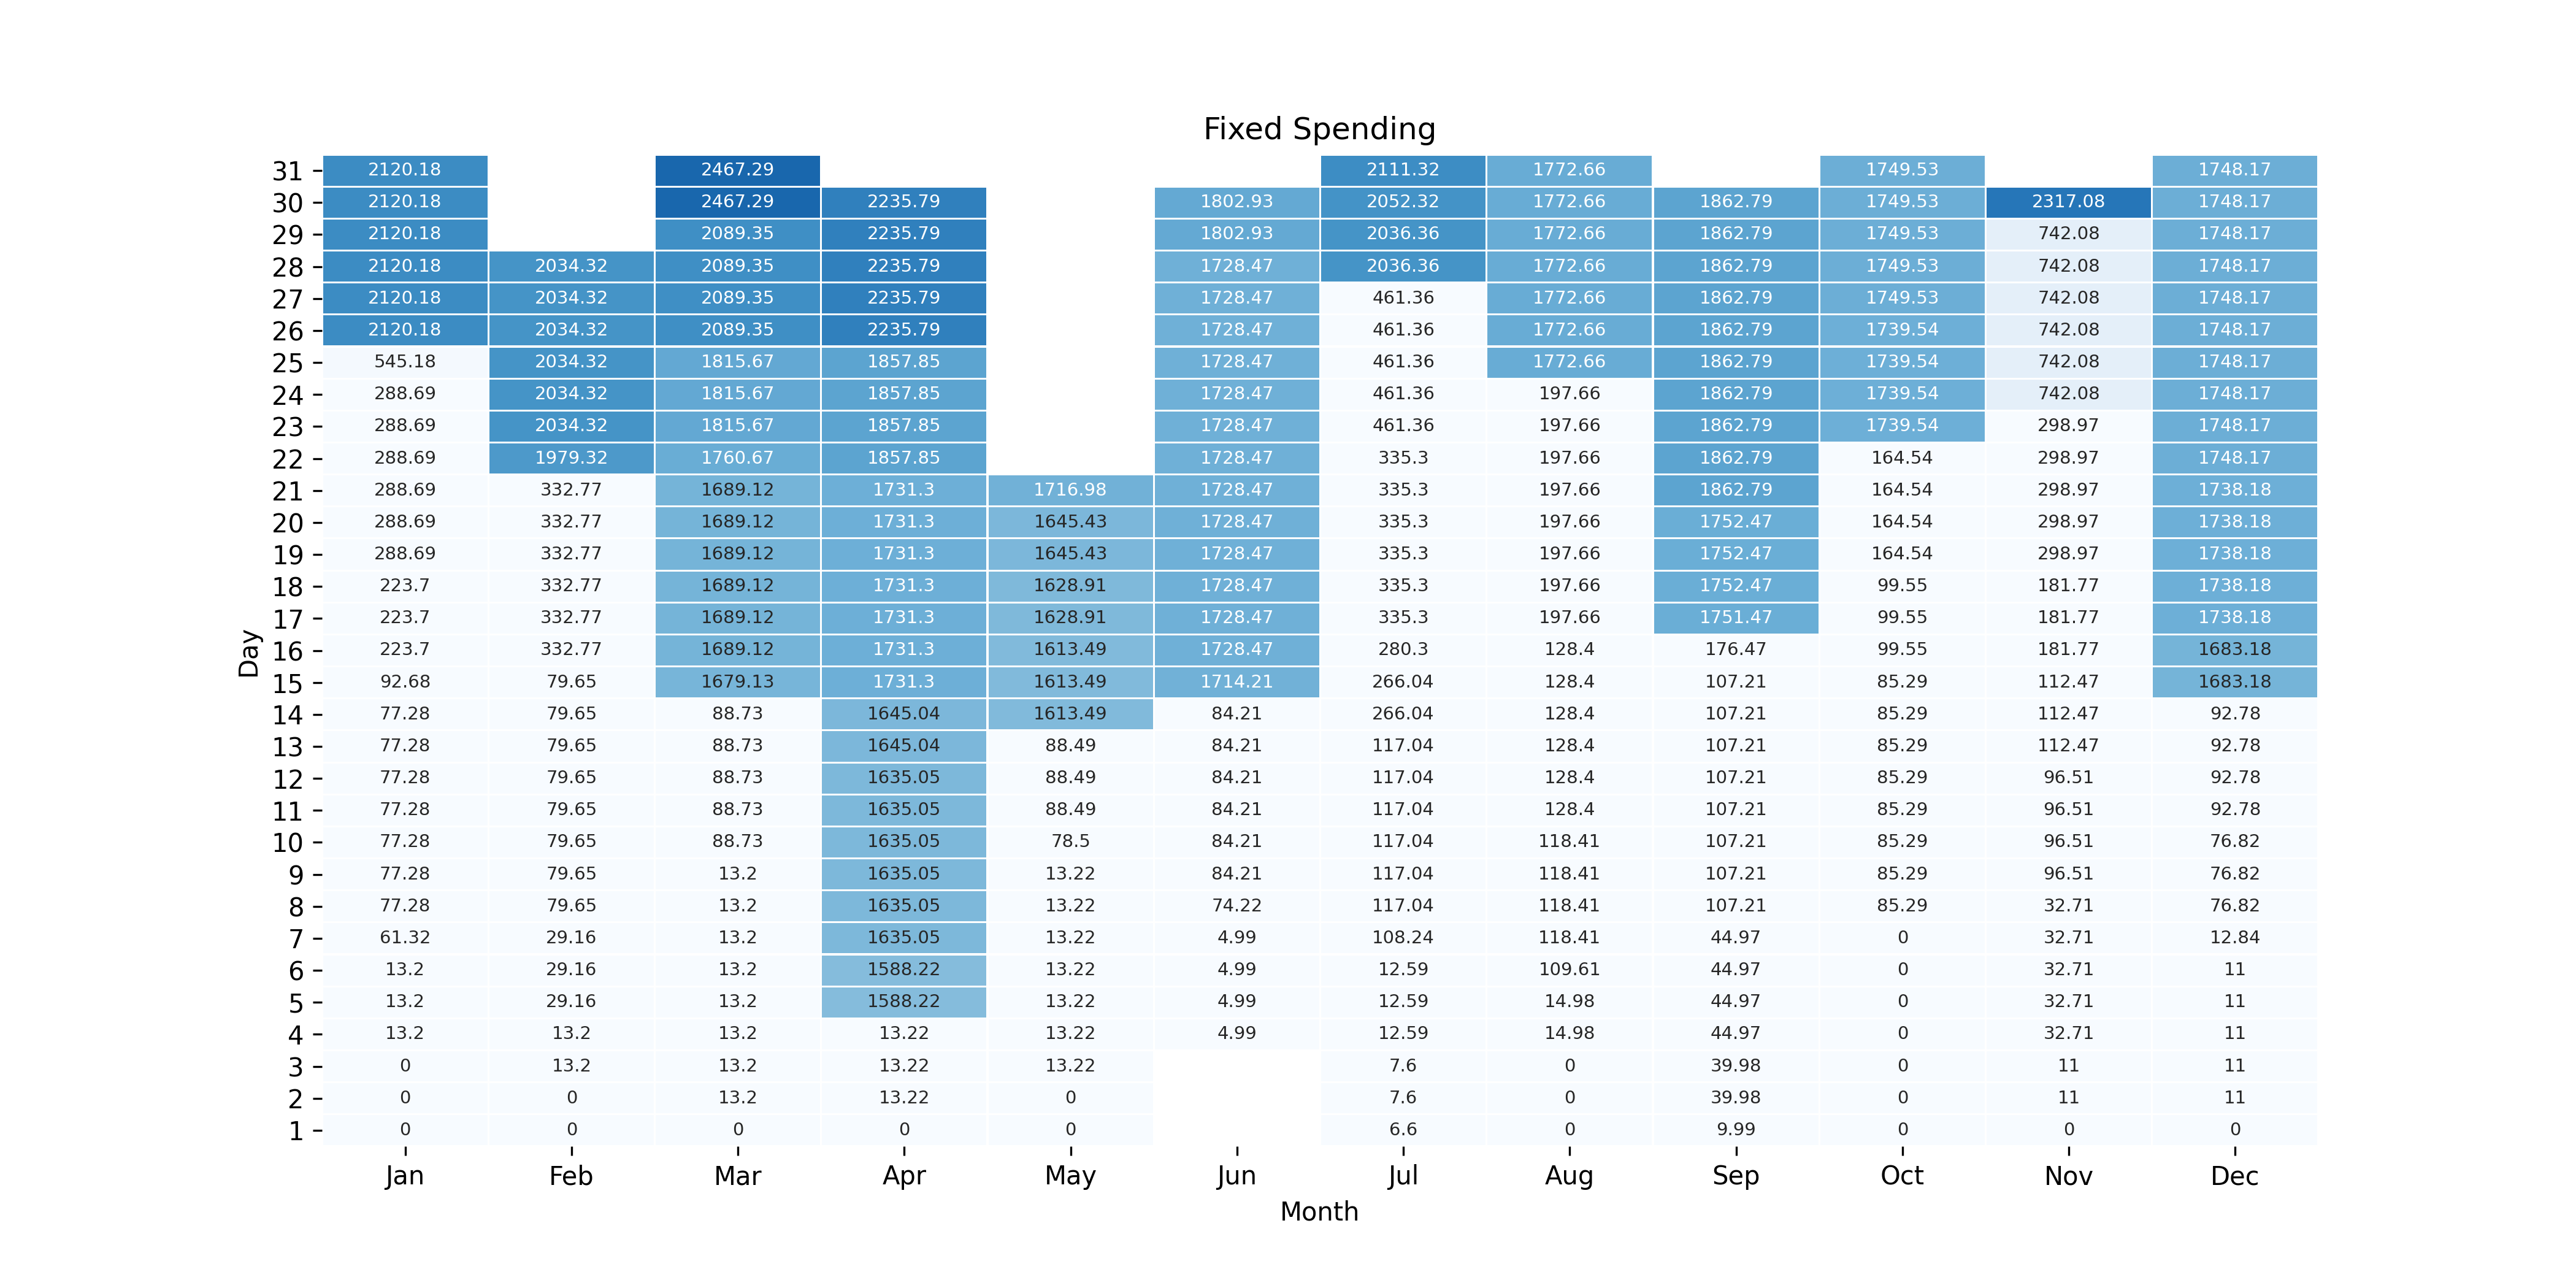 Fixed Spending
31 2120.18 2467.29 2111.32 1772.66 1749.53 1748.17
30 2120.18 2467.29 2235.79 1802.93 2052.32 1772.66 1862.79 1749.53 2317.08 1748.17
29 2120.18 2089.35 2235.79 1802.93 2036.36 1772.66 1862.79 1749.53 742.08 1748.17
28 2120.18 2034.32 2089.35 2235.79 1728.47 2036.36 1772.66 1862.79 1749.53 742.08 1748.17
27 2120.18 2034.32 2089.35 2235.79 1728.47 461.36 1772.66 1862.79 1749.53 742.08 1748.17
26 2120.18 2034.32 2089.35 2235.79 1728.47 461.36 1772.66 1862.79 1739.54 742.08 1748.17
25 545.18 2034.32 1815.67 1857.85 1728.47 461.36 1772.66 1862.79 1739.54 742.08 1748.17
24 288.69 2034.32 1815.67 1857.85 1728.47 461.36 197.66 1862.79 1739.54 742.08 1748.17
23 288.69 2034.32 1815.67 1857.85 1728.47 461.36 197.66 1862.79 1739.54 298.97 1748.17
22 288.69 1979.32 1760.67 1857.85 1728.47 335.3 197.66 1862.79 164.54 298.97 1748.17
21 288.69 332.77 1689.12 1731.3 1716.98 1728.47 335.3 197.66 1862.79 164.54 298.97 1738.18
20 288.69 332.77 1689.12 1731.3 1645.43 1728.47 335.3 197.66 1752.47 164.54 298.97 1738.18
19 288.69 332.77 1689.12 1731.3 1645.43 1728.47 335.3 197.66 1752.47 164.54 298.97 1738.18
18 223.7 332.77 1689.12 1731.3 1628.91 1728.47 335.3 197.66 1752.47 99.55 181.77 1738.18
17 223.7 332.77 1689.12 1731.3 1628.91 1728.47 335.3 197.66 1751.47 99.55 181.77 1738.18
16 223.7 332.77 1689.12 1731.3 1613.49 1728.47 280.3 128.4 176.47 99.55 181.77 1683.18
15 92.68 79.65 1679.13 1731.3 1613.49 1714.21 266.04 128.4 107.21 85.29 112.47 1683.18
14 77.28 79.65 88.73 1645.04 1613.49 84.21 266.04 128.4 107.21 85.29 112.47 92.78
13 77.28 79.65 88.73 1645.04 88.49 84.21 117.04 128.4 107.21 85.29 112.47 92.78
12 77.28 79.65 88.73 1635.05 88.49 84.21 117.04 128.4 107.21 85.29 96.51 92.78
11 77.28 79.65 88.73 1635.05 88.49 84.21 117.04 128.4 107.21 85.29 96.51 92.78
10 77.28 79.65 88.73 1635.05 78.5 84.21 117.04 118.41 107.21 85.29 96.51 76.82
9 77.28 79.65 13.2 1635.05 13.22 84.21 117.04 118.41 107.21 85.29 96.51 76.82
8 77.28 79.65 13.2 1635.05 13.22 74.22 117.04 118.41 107.21 85.29 32.71 76.82
7 61.32 29.16 13.2 1635.05 13.22 4.99 108.24 118.41 44.97 0 32.71 12.84
6 13.2 29.16 13.2 1588.22 13.22 4.99 12.59 109.61 44.97 0 32.71 11
5 13.2 29.16 13.2 1588.22 13.22 4.99 12.59 14.98 44.97 0 32.71 11
4 13.2 13.2 13.2 13.22 13.22 4.99 12.59 14.98 44.97 0 32.71 11
3 0 13.2 13.2 13.22 13.22 7.6 0 39.98 0 11 11
2 0 0 13.2 13.22 0 7.6 0 39.98 0 11 11
1 0 0 0 0 0 6.6 0 9.99 0 0 0
Jan Feb Mar Apr May Jun Jul Aug Sep Oct Nov Dec
Month
Day